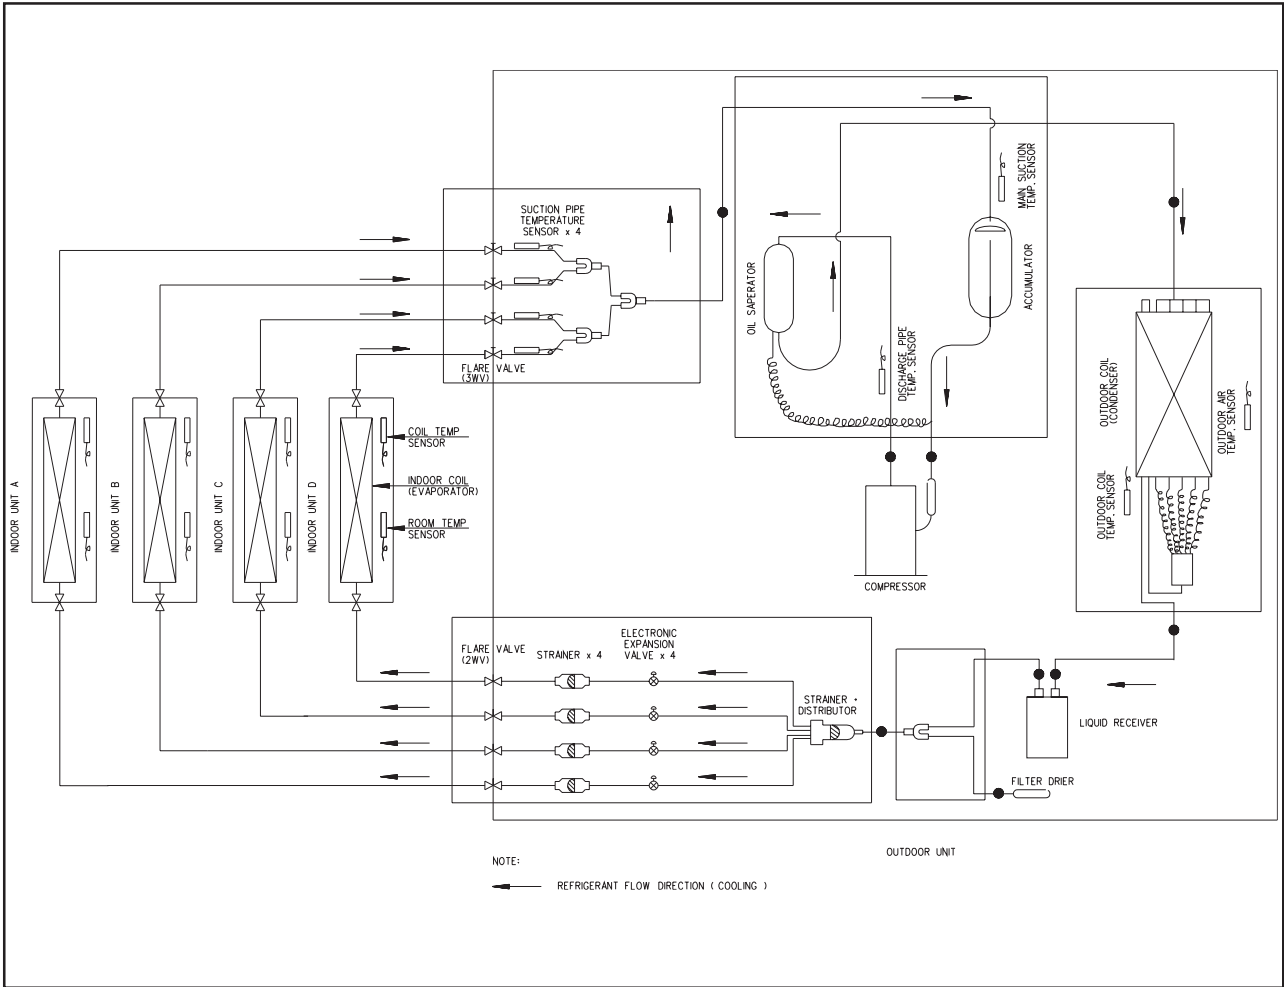 SUCTION PIPE
TEMPERATURE
SENSOR x 4
FLARE VALVE
(3WV)
OIL SAPERATOR
DISCHARGE PIPE
TEMP. SENSOR
MAIN SUCTION
TEMP. SENSOR
ACCUMULATOR
OUTDOOR COIL
(CONDENSER)
OUTDOOR AIR
TEMP. SENSOR
OUTDOOR COIL
TEMP. SENSOR
COMPRESSOR
INDOOR UNIT A
INDOOR UNIT B
INDOOR UNIT C
INDOOR UNIT D
COIL TEMP
SENSOR
INDOOR COIL
(EVAPORATOR)
ROOM TEMP
SENSOR
FLARE VALVE
(2WV)
STRAINER x 4
ELECTRONIC
EXPANSION
VALVE x 4
STRAINER +
DISTRIBUTOR
LIQUID RECEIVER
FILTER DRIER
OUTDOOR UNIT
NOTE:
REFRIGERANT FLOW DIRECTION ( COOLING )